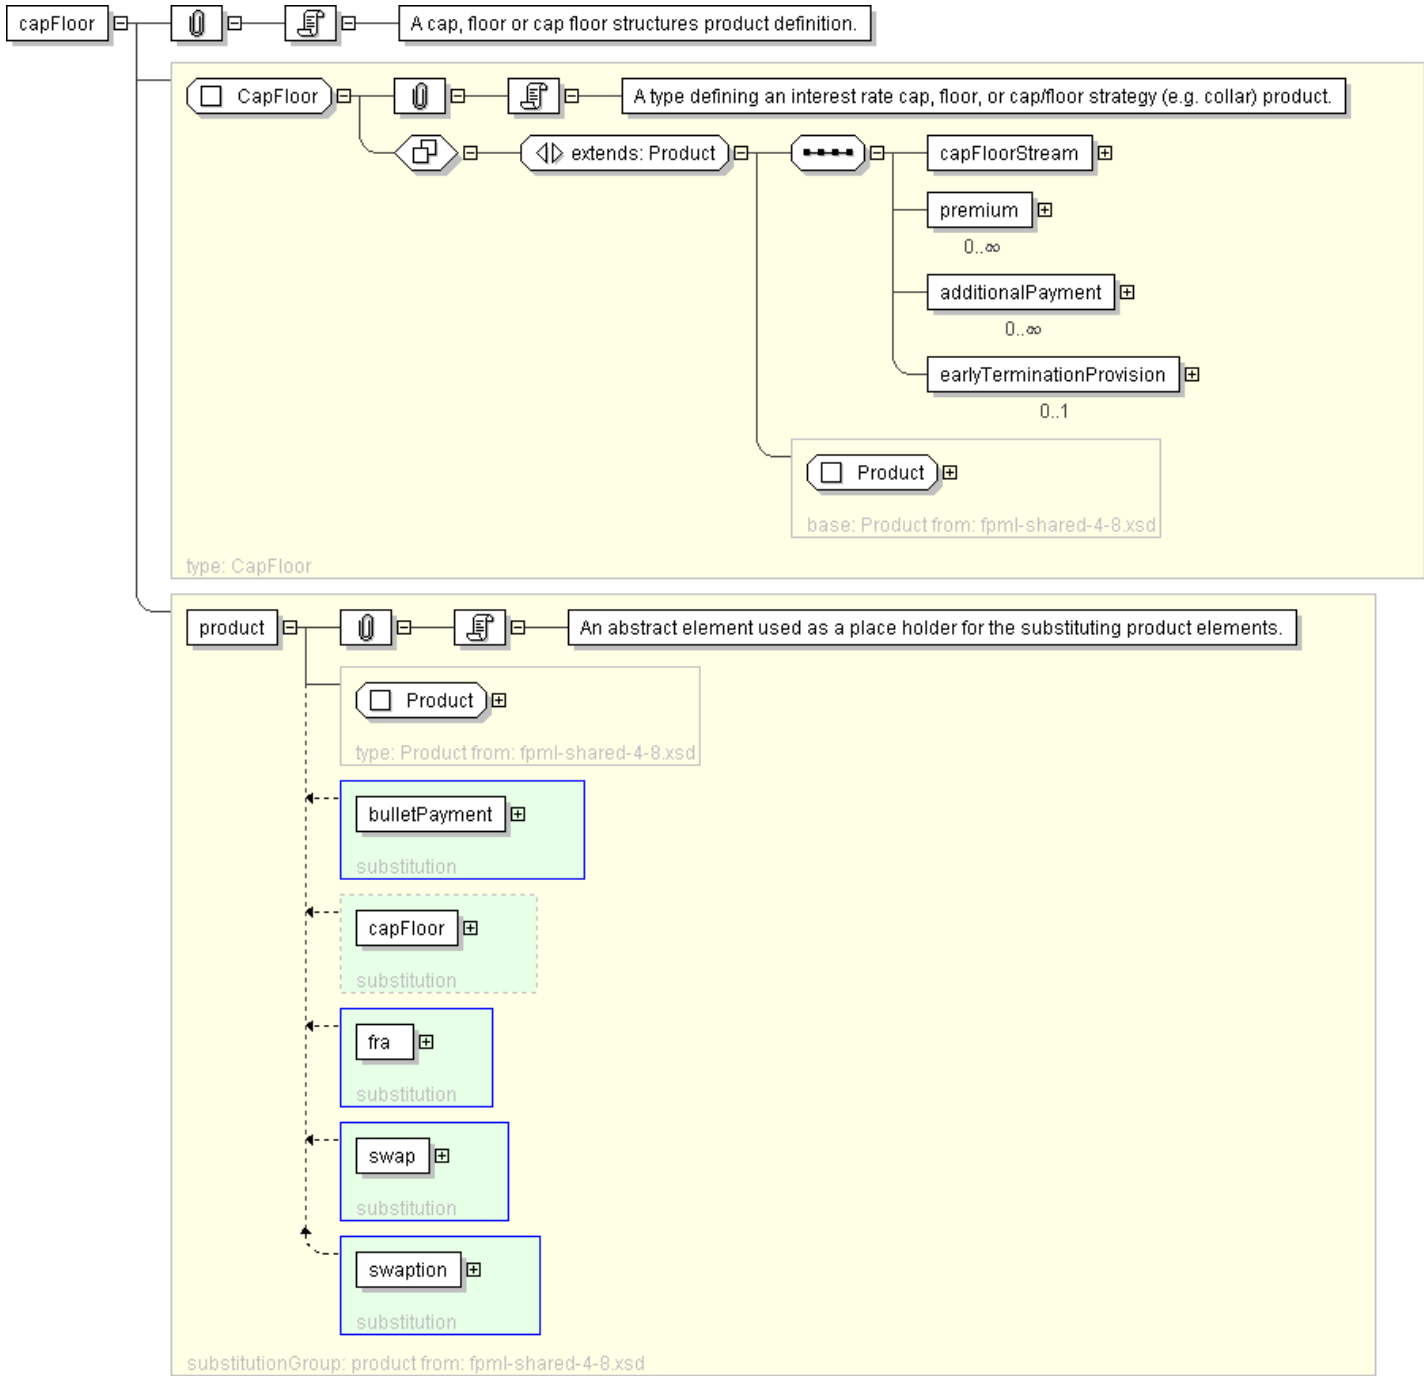 capFloor
A cap, floor or cap floor structures product definition.
CapFloor
A type defining an interest rate cap, floor, or cap/floor strategy (e.g. collar) product.
extends: Product
capFloorStream
premium
0..∞
additionalPayment
0..∞
earlyTerminationProvision
0..1
Product
base: Product from: fpml-shared-4-8.xsd
type: CapFloor
product
An abstract element used as a place holder for the substituting product elements.
Product
type: Product from: fpml-shared-4-8.xsd
bulletPayment
substitution
capFloor
substitution
fra
substitution
swap
substitution
swaption
substitution
substitutionGroup: product from: fpml-shared-4-8.xsd